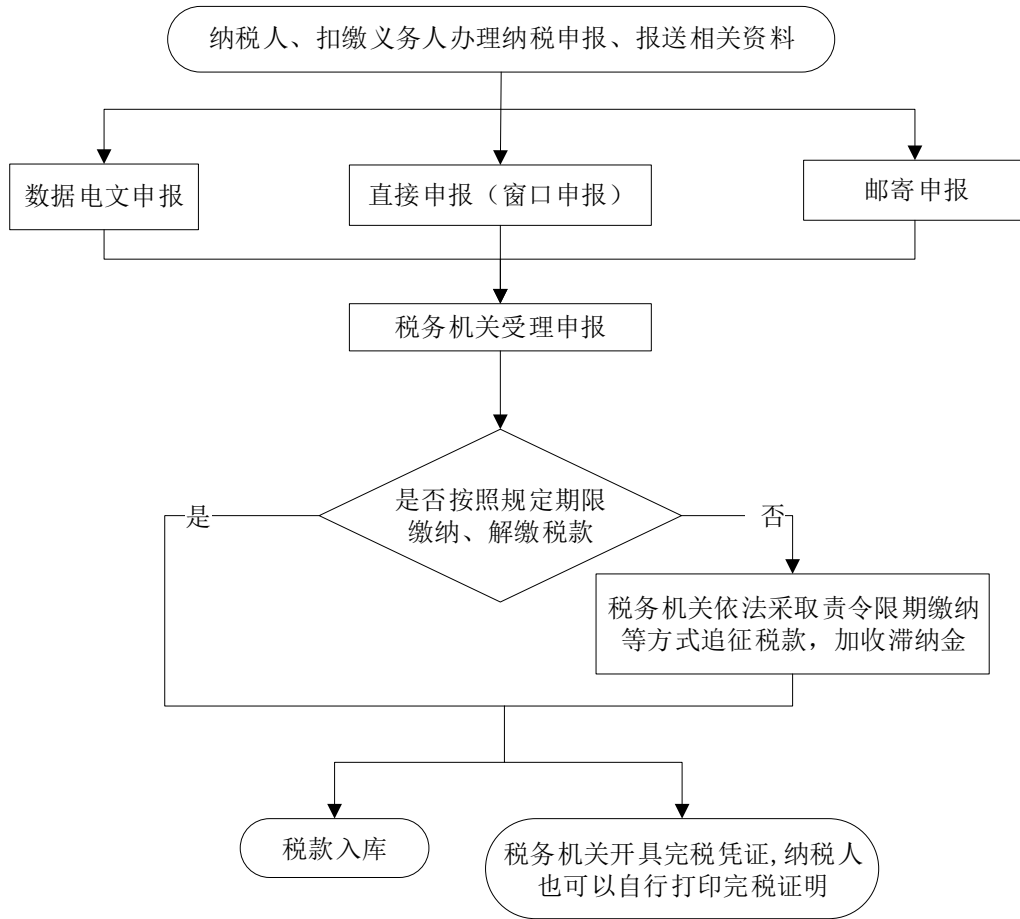 纳税人、扣缴义务人办理纳税申报、报送相关资料
数据电文申报
直接申报（窗口申报）
邮寄申报
税务机关受理申报
是否按照规定期限
缴纳、解缴税款
是
否
税务机关依法采取责令限期缴纳
等方式追征税款，加收滞纳金
税款入库
税务机关开具完税凭证,纳税人
也可以自行打印完税证明